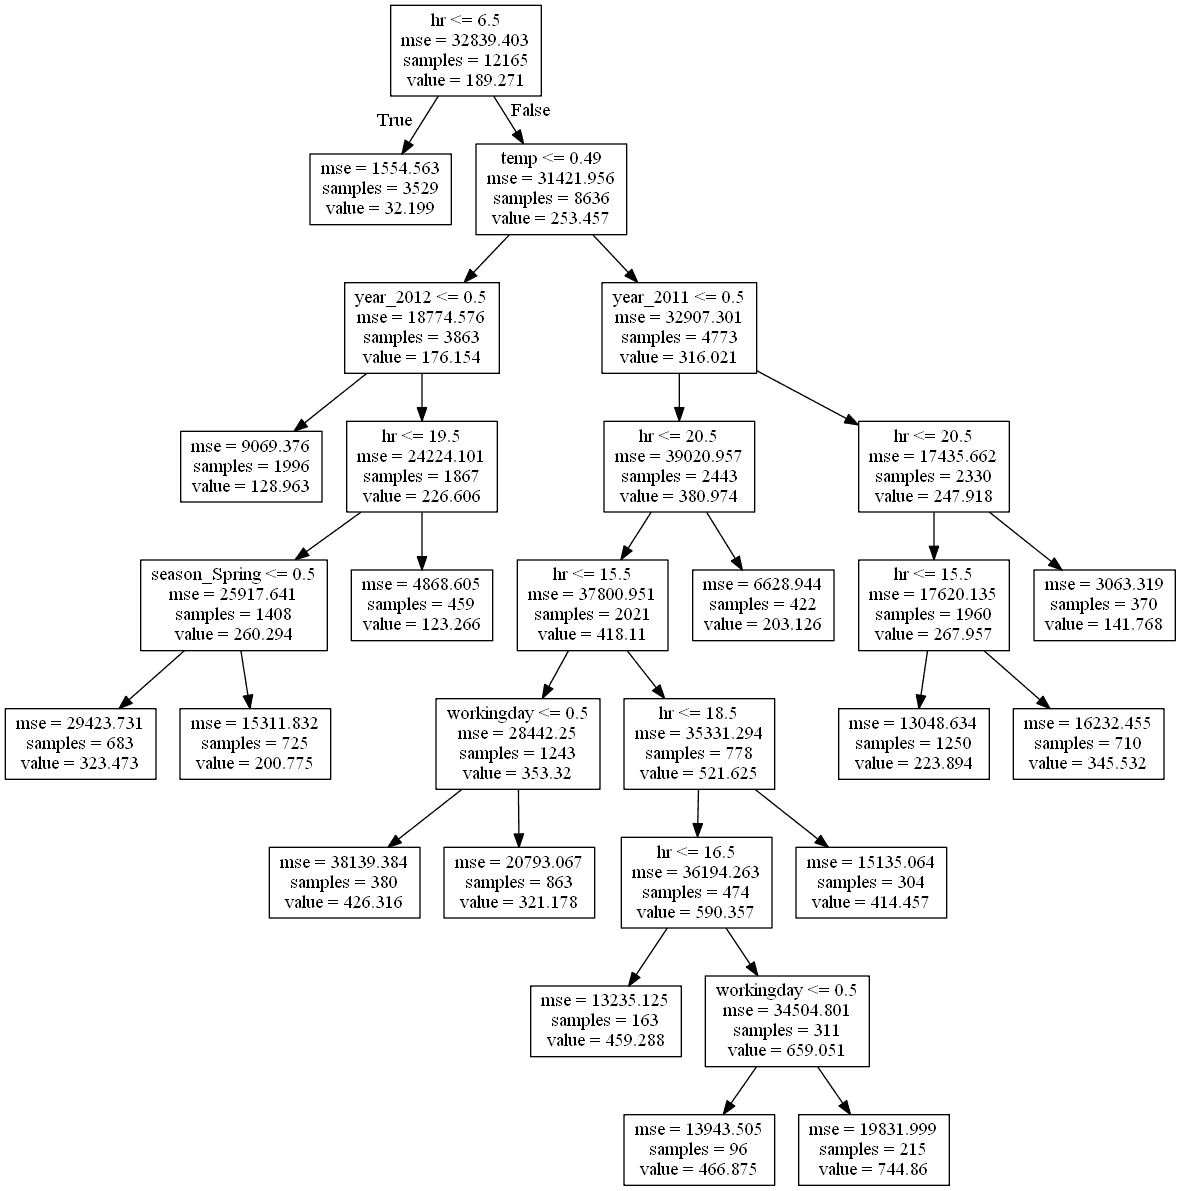 hr <= 6.5
mse = 32839.403
samples = 12165
value = 189.271
True
False
mse = 1554.563
samples = 3529
value = 32.199
temp <= 0.49
mse = 31421.956
samples = 8636
value = 253.457
year_2012 <= 0.5
mse = 18774.576
samples = 3863
value = 176.154
year_2011 <= 0.5
mse = 32907.301
samples = 4773
value = 316.021
mse = 9069.376
samples = 1996
value = 128.963
hr <= 19.5
mse = 24224.101
samples = 1867
value = 226.606
hr <= 20.5
mse = 39020.957
samples = 2443
value = 380.974
hr <= 20.5
mse = 17435.662
samples = 2330
value = 247.918
season_Spring <= 0.5
mse = 25917.641
samples = 1408
value = 260.294
mse = 4868.605
samples = 459
value = 123.266
hr <= 15.5
mse = 37800.951
samples = 2021
value = 418.11
mse = 6628.944
samples = 422
value = 203.126
hr <= 15.5
mse = 17620.135
samples = 1960
value = 267.957
mse = 3063.319
samples = 370
value = 141.768
mse = 29423.731
samples = 683
value = 323.473
mse = 15311.832
samples = 725
value = 200.775
workingday <= 0.5
mse = 28442.25
samples = 1243
value = 353.32
hr <= 18.5
mse = 35331.294
samples = 778
value = 521.625
mse = 13048.634
samples = 1250
value = 223.894
mse = 16232.455
samples = 710
value = 345.532
mse = 38139.384
samples = 380
value = 426.316
mse = 20793.067
samples = 863
value = 321.178
hr <= 16.5
mse = 36194.263
samples = 474
value = 590.357
mse = 15135.064
samples = 304
value = 414.457
mse = 13235.125
samples = 163
value = 459.288
workingday <= 0.5
mse = 34504.801
samples = 311
value = 659.051
mse = 13943.505
samples = 96
value = 466.875
mse = 19831.999
samples = 215
value = 744.86